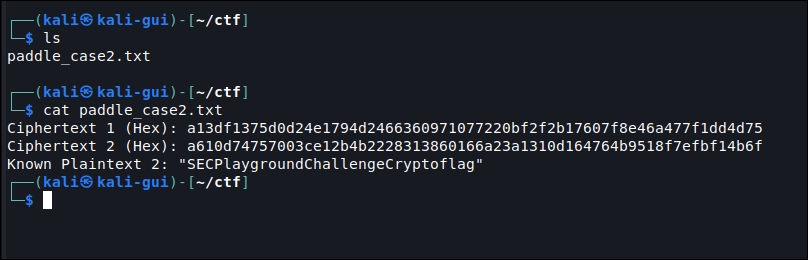 ┌──(kali㉿kali-gui)-[~/ctf]
└─$ ls
paddle_case2.txt
┌──(kali㉿kali-gui)-[~/ctf]
└─$ cat paddle_case2.txt
Ciphertext 1 (Hex): a13df1375d0d24e1794d2466360971077220bf2f2b17607f8e46a477f1dd4d75
Ciphertext 2 (Hex): a610d74757003ce12b4b2228313860166a23a1310d164764b9518f7efbf14b6f
Known Plaintext 2: "SECPlaygroundChallengeCryptoflag"
┌──(kali㉿kali-gui)-[~/ctf]
└─$